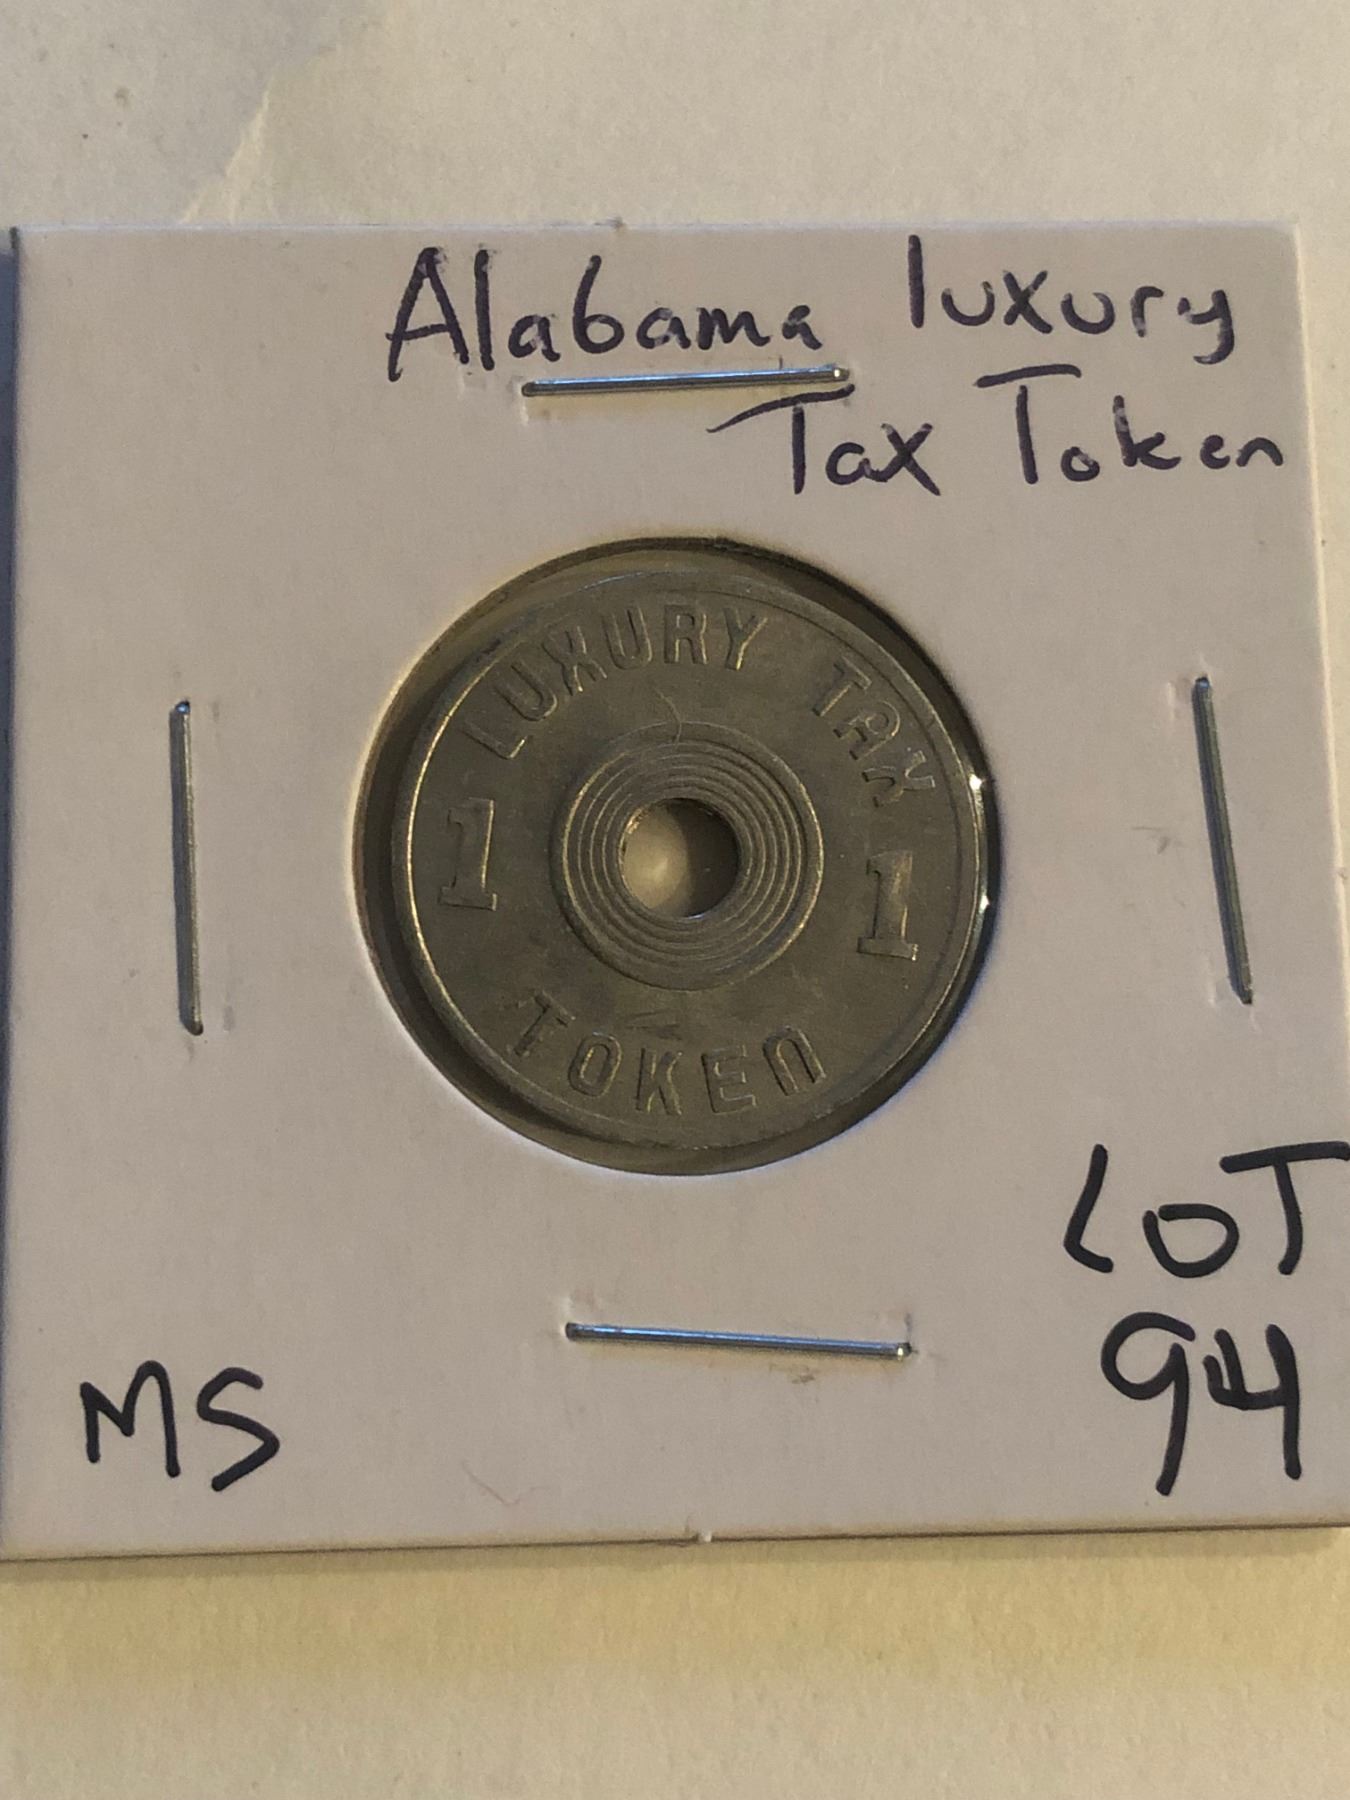 Alabama luxury
Tax Token
LUXURY TAX
1 1
TOKEN
LOT
94
MS